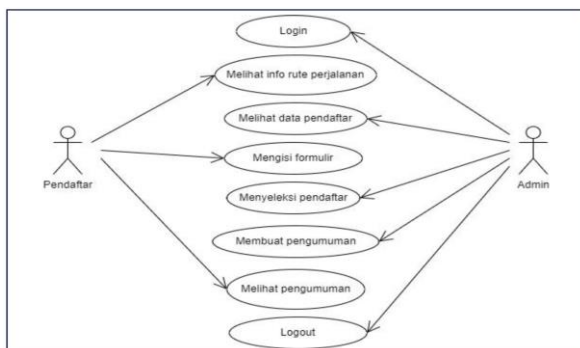 Login
Melihat info rute perjalanan
Melihat data pendaftar
Mengisi formulir
Pendaftar
Admin
Menyeleksi pendaftar
Membuat pengumuman
Melihat pengumuman
Logout